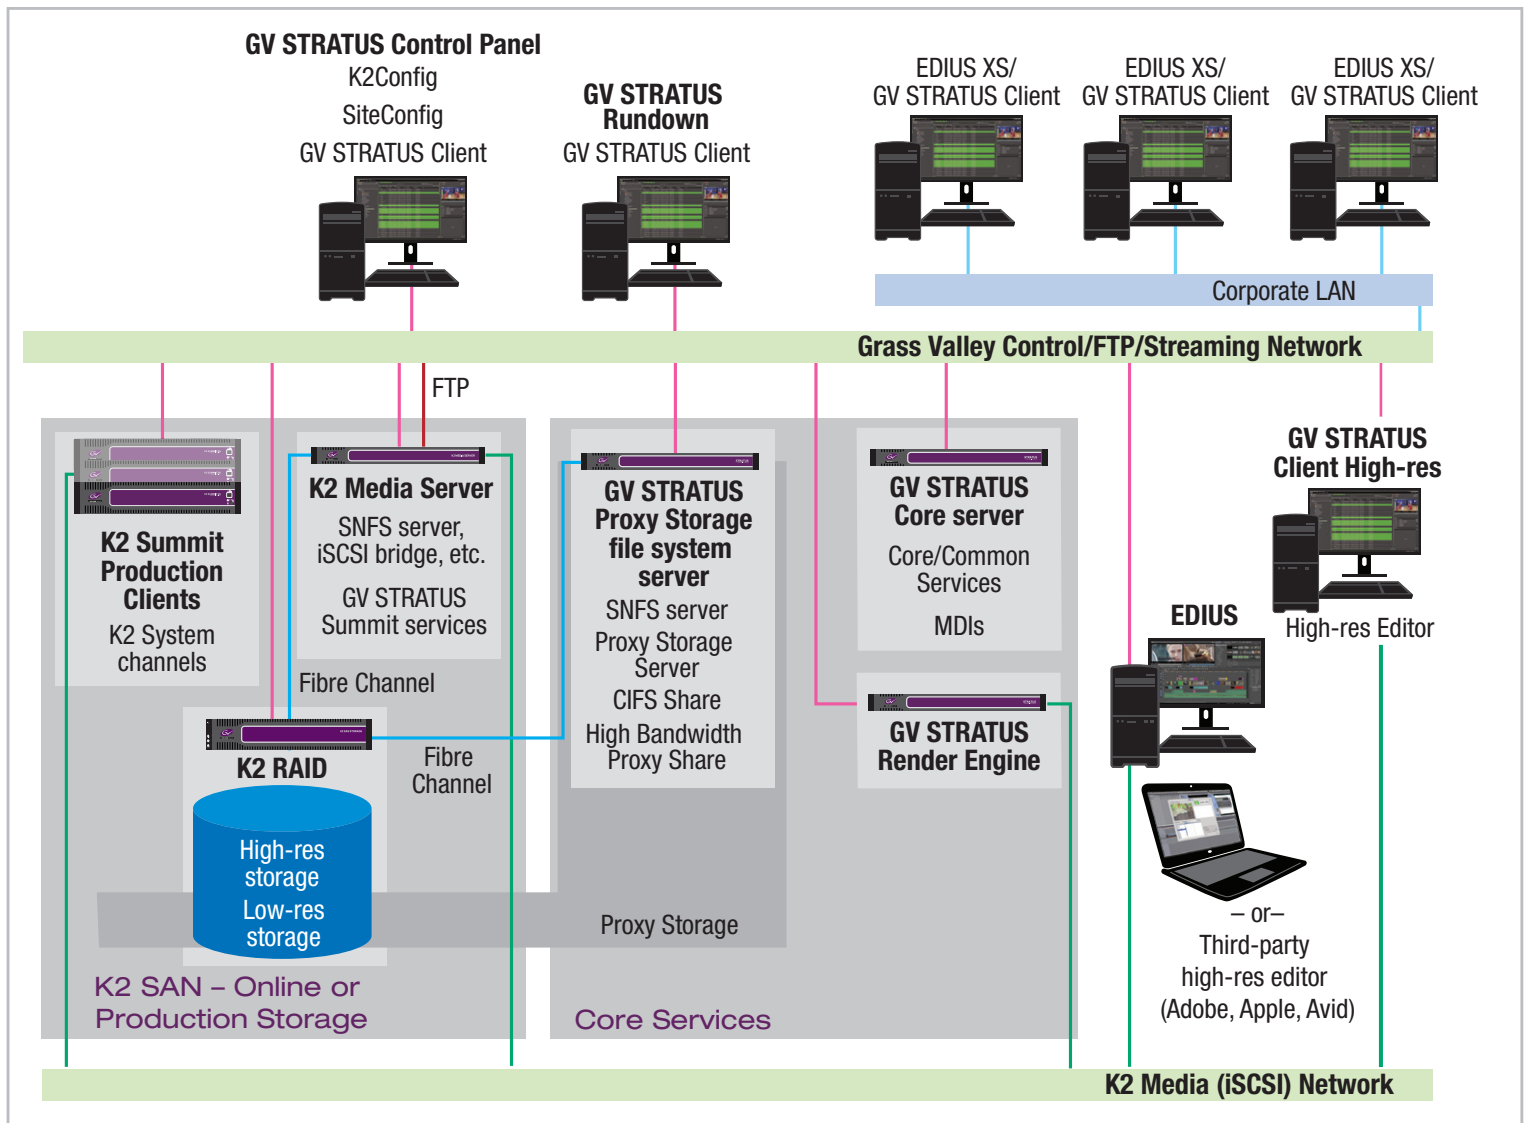 GV STRATUS Control Panel
K2Config
SiteConfig
GV STRATUS Client
GV STRATUS
Rundown
GV STRATUS Client
EDIUS XS/
GV STRATUS Client
EDIUS XS/
GV STRATUS Client
EDIUS XS/
GV STRATUS Client
Corporate LAN
Grass Valley Control/FTP/Streaming Network
FTP
K2 Summit
Production
Clients
K2 System
channels
K2 Media Server
SNFS server,
iSCSI bridge, etc.
GV STRATUS
Summit services
Fibre Channel
K2 RAID
High-res
storage
Low-res
storage
Fibre
Channel
K2 SAN – Online or
Production Storage
GV STRATUS
Proxy Storage
file system
server
SNFS server
Proxy Storage
Server
CIFS Share
High Bandwidth
Proxy Share
Proxy Storage
Core Services
GV STRATUS
Core server
Core/Common
Services
MDIs
GV STRATUS
Render Engine
EDIUS
– or–
Third-party
high-res editor
(Adobe, Apple, Avid)
GV STRATUS
Client High-res
High-res Editor
K2 Media (iSCSI) Network